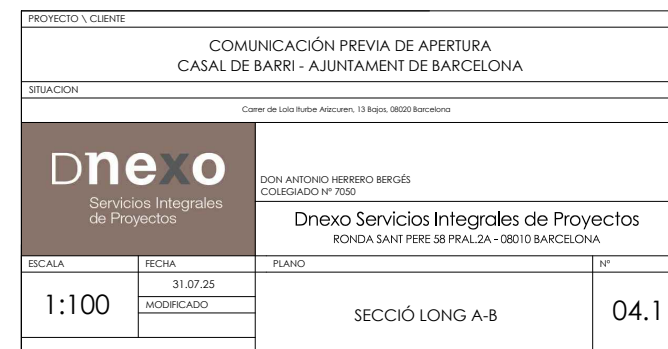 PROYECTO \ CLIENTE
COMUNICACIÓN PREVIA DE APERTURA
CASAL DE BARRI - AJUNTAMENT DE BARCELONA
SITUACION
Carrer de Lola Iturbe Arizcuren, 13 Bajos, 08020 Barcelona
Dnexo
Servicios Integrales
de Proyectos
DON ANTONIO HERRERO BERGÉS
COLEGIADO Nº 7050
Dnexo Servicios Integrales de Proyectos
RONDA SANT PERE 58 PRAL.2A - 08010 BARCELONA
ESCALA
FECHA
PLANO
Nº
1:100
31.07.25
MODIFICADO
SECCIÓ LONG A-B
04.1